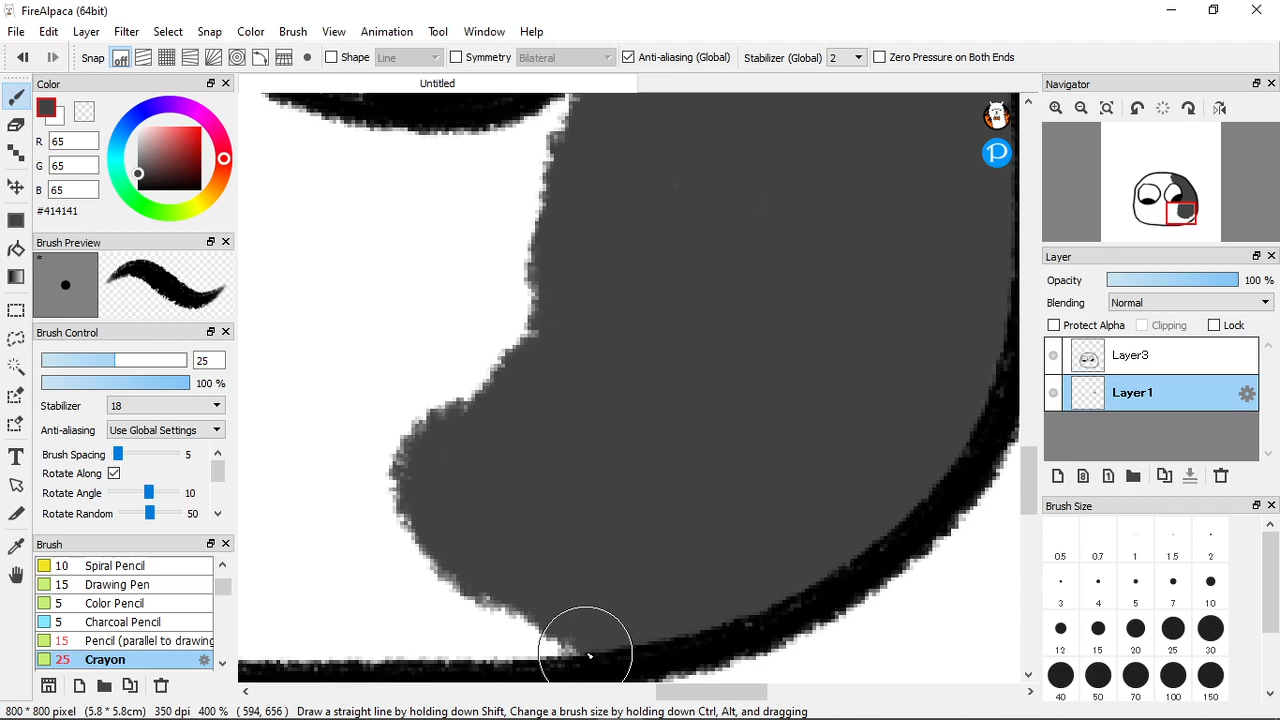 FireAlpaca (64bit)
File Edit Layer Filter Select Snap Color Brush View Animation Tool Window Help
Snap off Shape Line Symmetry Bilateral Anti-aliasing (Global) Stabilizer (Global) 2 Zero Pressure on Both Ends
Color
Untitled
Navigator
R 65
G 65
B 65
#414141
Brush Preview
*
Layer
Opacity 100 %
Blending Normal
Protect Alpha Clipping Lock
Layer3
Layer1
Brush Control
25
100 %
Stabilizer 18
Anti-aliasing Use Global Settings
Brush Spacing 5
Rotate Along
Rotate Angle 10
Rotate Random 50
Brush
10 Spiral Pencil
15 Drawing Pen
5 Color Pencil
5 Charcoal Pencil
15 Pencil (parallel to drawing
25 Crayon
Brush Size
0.5 0.7 1 1.5 2
3 4 5 7 10
12 15 20 25 30
40 50 70 100 150
800 * 800 pixel (5.8 * 5.8cm) 350 dpi 400 % ( 594, 656 ) Draw a straight line by holding down Shift, Change a brush size by holding down Ctrl, Alt, and dragging